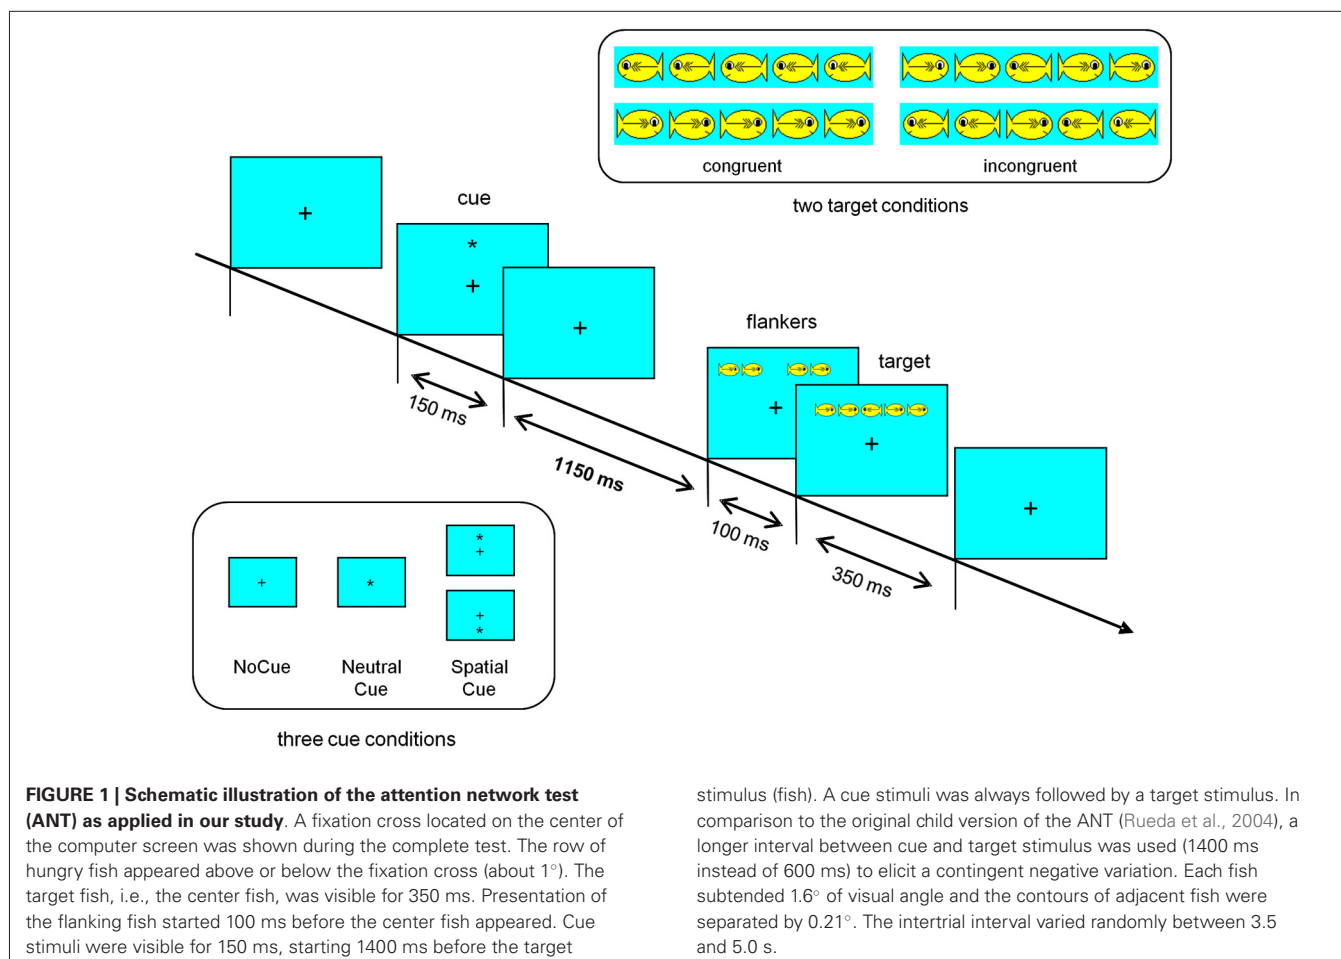 congruent
incongruent
two target conditions
cue
flankers
target
150 ms
1150 ms
100 ms
350 ms
NoCue
Neutral
Cue
Spatial
Cue
three cue conditions
FIGURE 1 | Schematic illustration of the attention network test
(ANT) as applied in our study. A fixation cross located on the center of
the computer screen was shown during the complete test. The row of
hungry fish appeared above or below the fixation cross (about 1°). The
target fish, i.e., the center fish, was visible for 350 ms. Presentation of
the flanking fish started 100 ms before the center fish appeared. Cue
stimuli were visible for 150 ms, starting 1400 ms before the target
stimulus (fish). A cue stimuli was always followed by a target stimulus. In
comparison to the original child version of the ANT (Rueda et al., 2004), a
longer interval between cue and target stimulus was used (1400 ms
instead of 600 ms) to elicit a contingent negative variation. Each fish
subtended 1.6° of visual angle and the contours of adjacent fish were
separated by 0.21°. The intertrial interval varied randomly between 3.5
and 5.0 s.